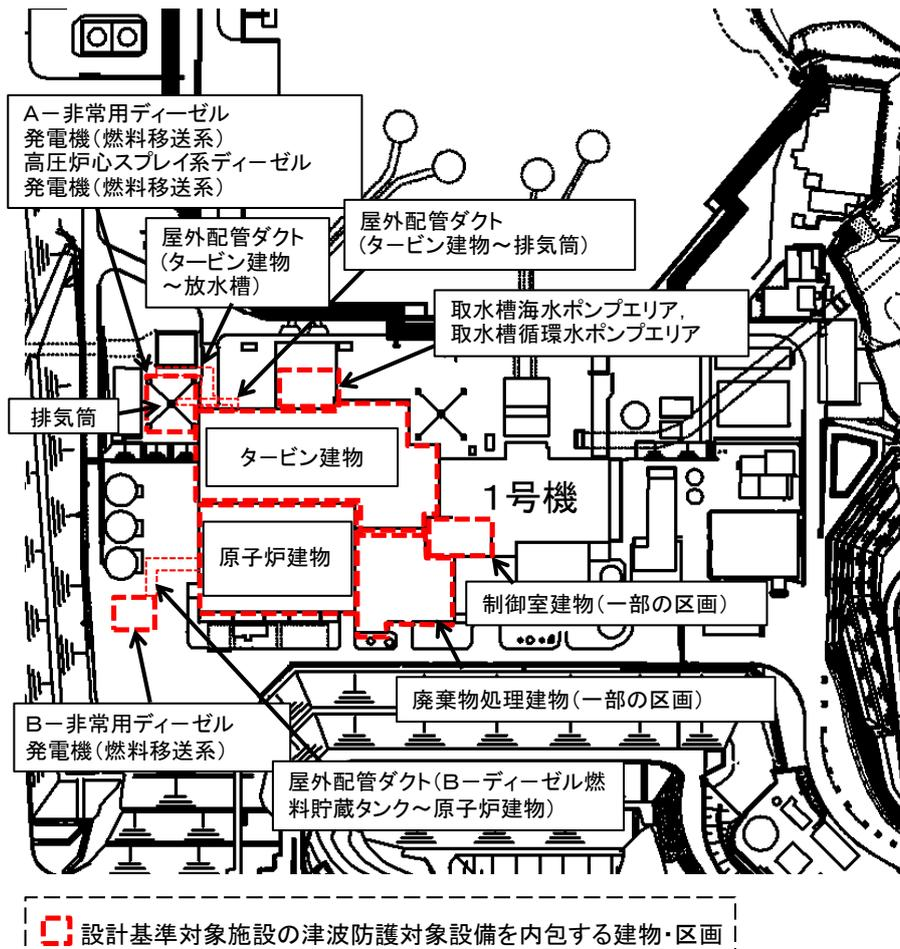 A－非常用ディーゼル
発電機（燃料移送系）
高圧炉心スプレイ系ディーゼル
発電機（燃料移送系）
屋外配管ダクト
（タービン建物
～放水槽）
屋外配管ダクト
（タービン建物～排気筒）
取水槽海水ポンプエリア，
取水槽循環水ポンプエリア
排気筒
タービン建物
1号機
原子炉建物
制御室建物（一部の区画）
廃棄物処理建物（一部の区画）
B－非常用ディーゼル
発電機（燃料移送系）
屋外配管ダクト（B－ディーゼル燃
料貯蔵タンク～原子炉建物）
設計基準対象施設の津波防護対象設備を内包する建物・区画